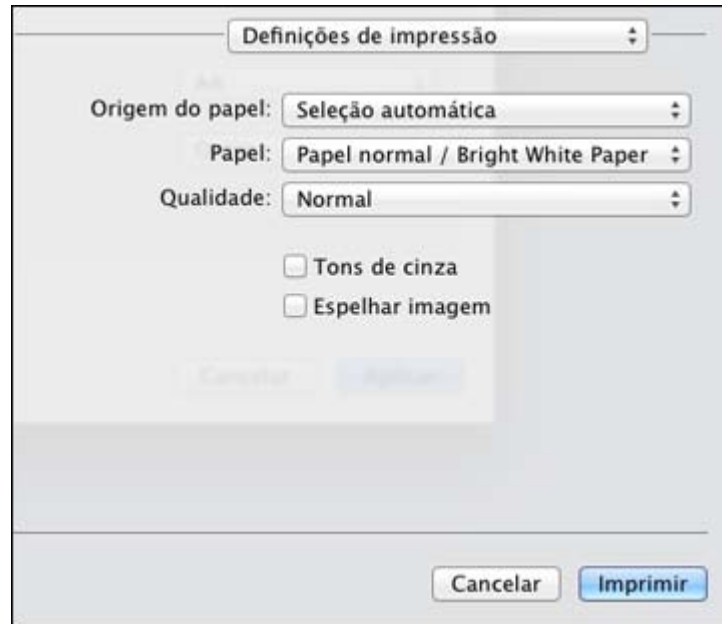 Definições de impressão
Origem do papel: Seleção automática
Papel: Papel normal / Bright White Paper
Qualidade: Normal
Tons de cinza
Espelhar imagem
Cancelar
Cancelar Imprimir